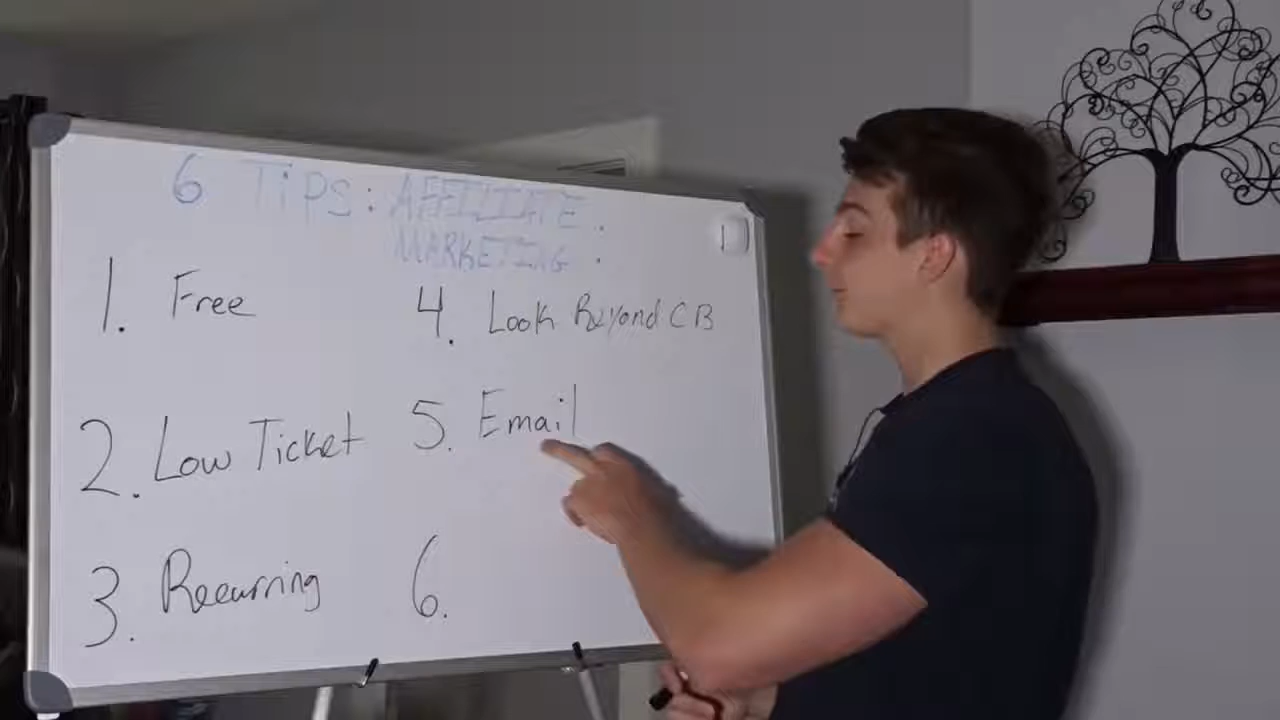 6 TiPS: AFFILIATE
MARKETING
1. Free
2. Low Ticket
3. Recurring
4. Look Beyond CB
5. Email
6.